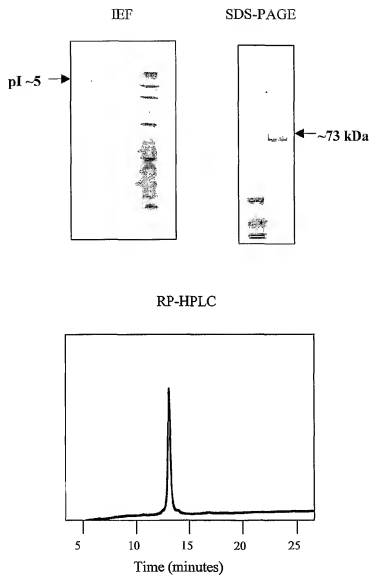 IEF
SDS-PAGE
pI ~5
~73 kDa
RP-HPLC
5 10 15 20 25
Time (minutes)